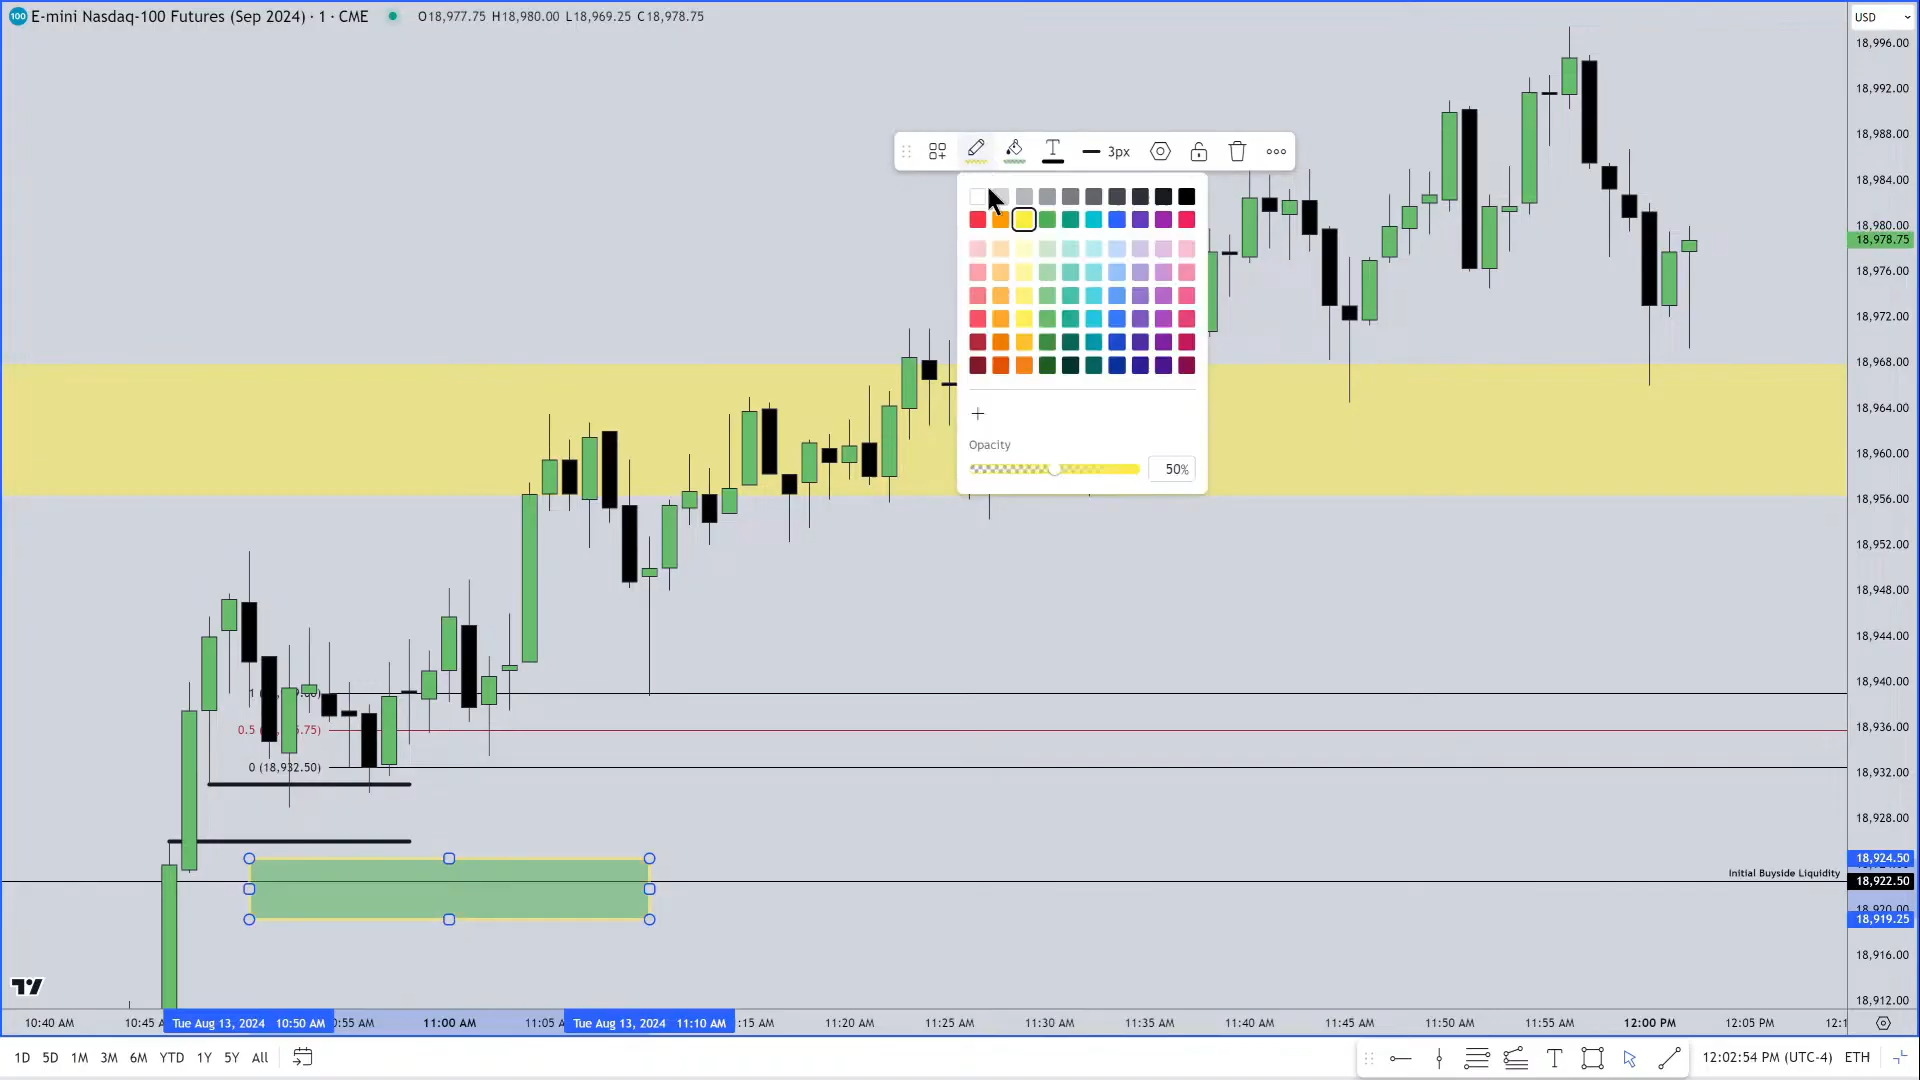 100 E-mini Nasdaq-100 Futures (Sep 2024) · 1 · CME
O18,977.75 H18,980.00 L18,969.25 C18,978.75
USD
18,996.00
18,992.00
18,988.00
18,984.00
18,980.00
18,978.75
18,976.00
18,972.00
18,968.00
18,964.00
18,960.00
18,956.00
18,952.00
18,948.00
18,944.00
18,940.00
18,936.00
18,932.00
18,928.00
18,924.50
18,922.50
18,920.00
18,919.25
18,916.00
18,912.00
3px
Opacity
50%
0 (18,932.50)
Initial Buyside Liquidity
10:40 AM
Tue Aug 13, 2024 10:50 AM
11:00 AM
Tue Aug 13, 2024 11:10 AM
11:20 AM
11:25 AM
11:30 AM
11:35 AM
11:40 AM
11:45 AM
11:50 AM
11:55 AM
12:00 PM
12:05 PM
1D 5D 1M 3M 6M YTD 1Y 5Y All
12:02:54 PM (UTC-4) ETH